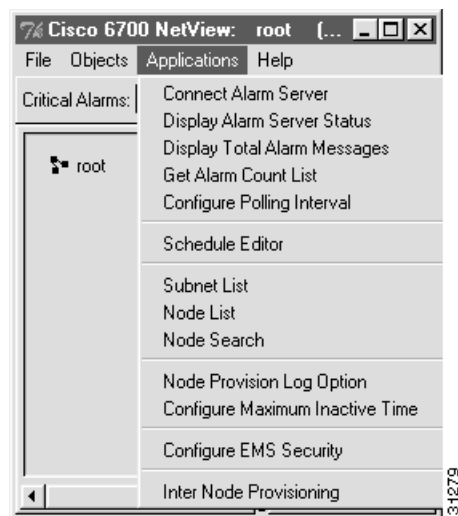 Cisco 6700 NetView: root (...
File Objects Applications Help
Critical Alarms:
root
Connect Alarm Server
Display Alarm Server Status
Display Total Alarm Messages
Get Alarm Count List
Configure Polling Interval
Schedule Editor
Subnet List
Node List
Node Search
Node Provision Log Option
Configure Maximum Inactive Time
Configure EMS Security
Inter Node Provisioning
31279